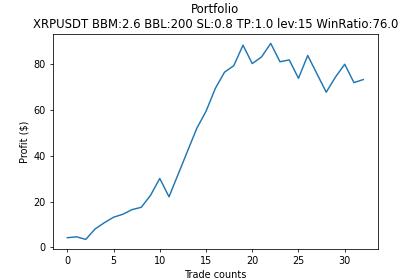 Portfolio
XRPUSDT BBM:2.6 BBL:200 SL:0.8 TP:1.0 lev:15 WinRatio:76.0
Profit ($)
80
60
40
20
0
0 5 10 15 20 25 30
Trade counts